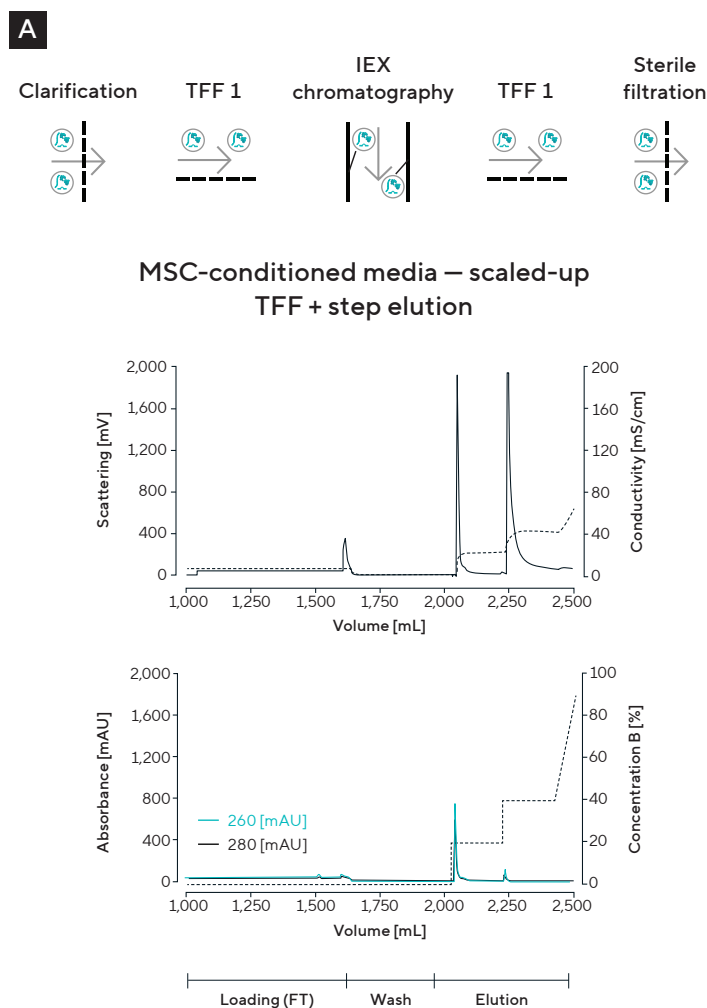 A
Clarification
TFF 1
IEX
chromatography
TFF 1
Sterile
filtration
MSC-conditioned media — scaled-up
TFF + step elution
Scattering [mV]
2,000
1,600
1,200
800
400
0
200
160
120
80
40
0
Conductivity [mS/cm]
1,000 1,250 1,500 1,750 2,000 2,250 2,500
Volume [mL]
Absorbance [mAU]
2,000
1,600
1,200
800
400
0
260 [mAU]
280 [mAU]
100
80
60
40
20
0
Concentration B [%]
1,000 1,250 1,500 1,750 2,000 2,250 2,500
Volume [mL]
Loading (FT) Wash Elution